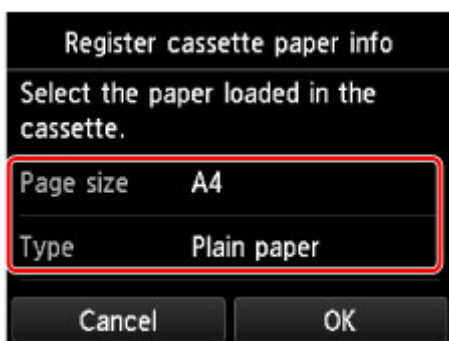 Register cassette paper info
Select the paper loaded in the
cassette.
Page size A4
Type Plain paper
Cancel OK